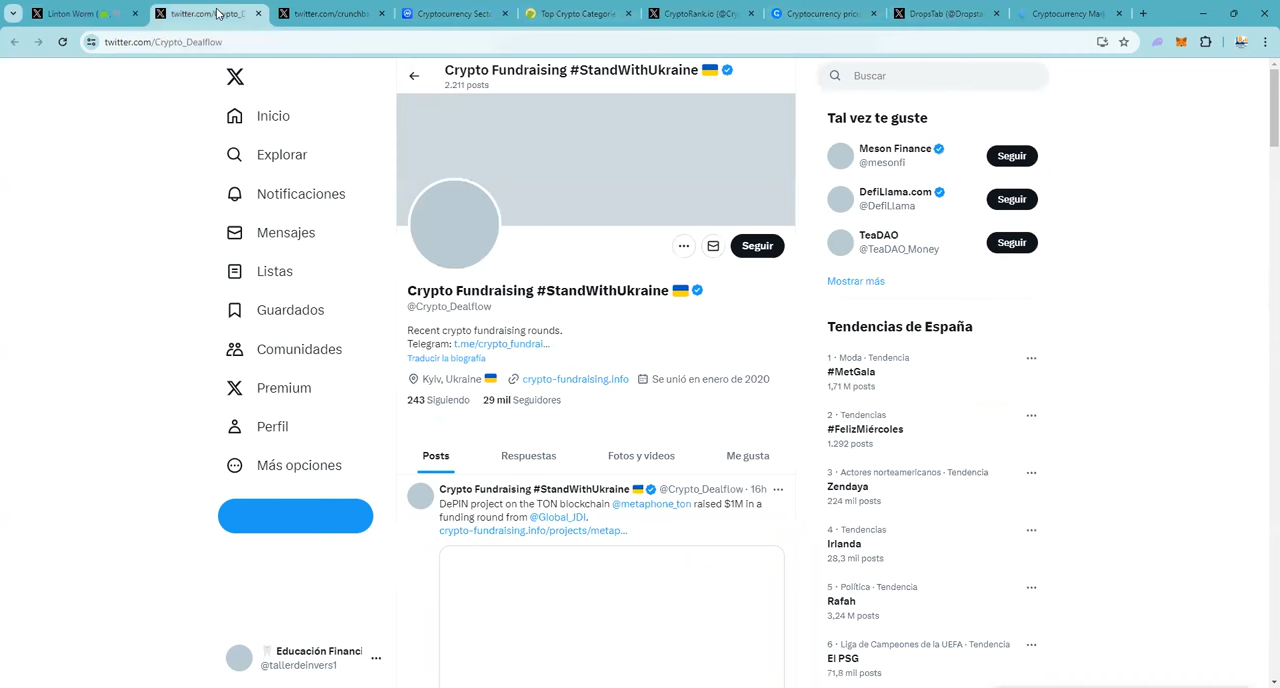 Linton Worm
twitter.com/Crypto_D
twitter.com/crunchb
Cryptocurrency Sect
Top Crypto Categorie
CryptoRank.io (@Cry
Cryptocurrency price
DropsTab (@Dropsta
Cryptocurrency Mar
twitter.com/Crypto_Dealflow
Crypto Fundraising #StandWithUkraine
2.211 posts
Inicio
Explorar
Notificaciones
Mensajes
Listas
Guardados
Comunidades
Premium
Perfil
Más opciones
Educación Financi
@tallerdeinvers1
Seguir
Crypto Fundraising #StandWithUkraine
@Crypto_Dealflow
Recent crypto fundraising rounds.
Telegram: t.me/crypto_fundrai...
Traducir la biografía
Kyiv, Ukraine crypto-fundraising.info Se unió en enero de 2020
243 Siguiendo 29 mil Seguidores
Posts Respuestas Fotos y videos Me gusta
Crypto Fundraising #StandWithUkraine @Crypto_Dealflow · 16h
DePIN project on the TON blockchain @metaphone_ton raised $1M in a
funding round from @Global_JDI.
crypto-fundraising.info/projects/metap...
Buscar
Tal vez te guste
Meson Finance
@mesonfi
Seguir
DefiLlama.com
@DefiLlama
Seguir
TeaDAO
@TeaDAO_Money
Seguir
Mostrar más
Tendencias de España
1 · Moda · Tendencia
#MetGala
1,71 M posts
2 · Tendencias
#FelizMiércoles
1.292 posts
3 · Actores norteamericanos · Tendencia
Zendaya
224 mil posts
4 · Tendencias
Irlanda
28,3 mil posts
5 · Política · Tendencia
Rafah
3,24 M posts
6 · Liga de Campeones de la UEFA · Tendencia
El PSG
71,8 mil posts